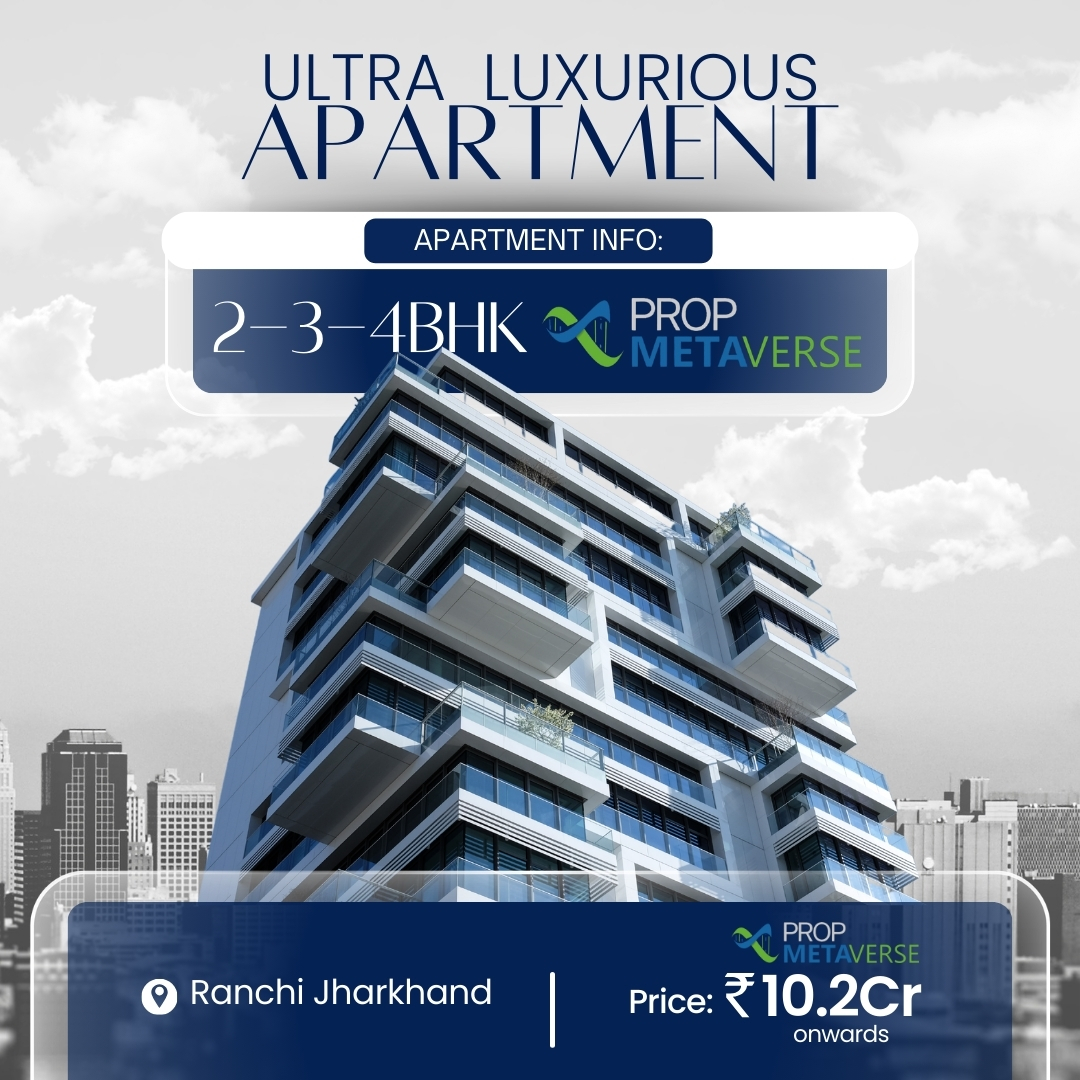 ULTRA LUXURIOUS
APARTMENT
APARTMENT INFO:
2-3-4BHK
PROP
METAVERSE
Ranchi Jharkhand
PROP
METAVERSE
Price: ₹10.2Cr
onwards